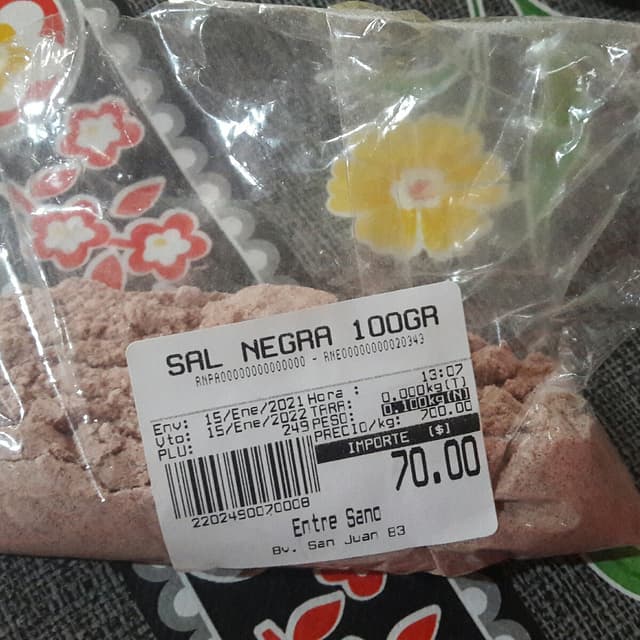 SAL NEGRA 100GR
RNPA00000000000000 - RNE00000000020343
Env: 15/Ene/2021 Hora : 13:07
Vto: 15/Ene/2022 TARA: 0.000kg(T)
PLU: 249 PESO: 0.100kg(N)
PRECIO/kg: 700.00
IMPORTE ($)
70.00
2202490070008
Entre Sano
Bv. San Juan 83